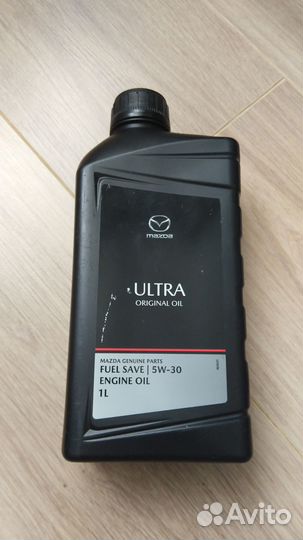 mazda
ULTRA
ORIGINAL OIL
MAZDA GENUINE PARTS
FUEL SAVE | 5W-30
ENGINE OIL
1L
Avito